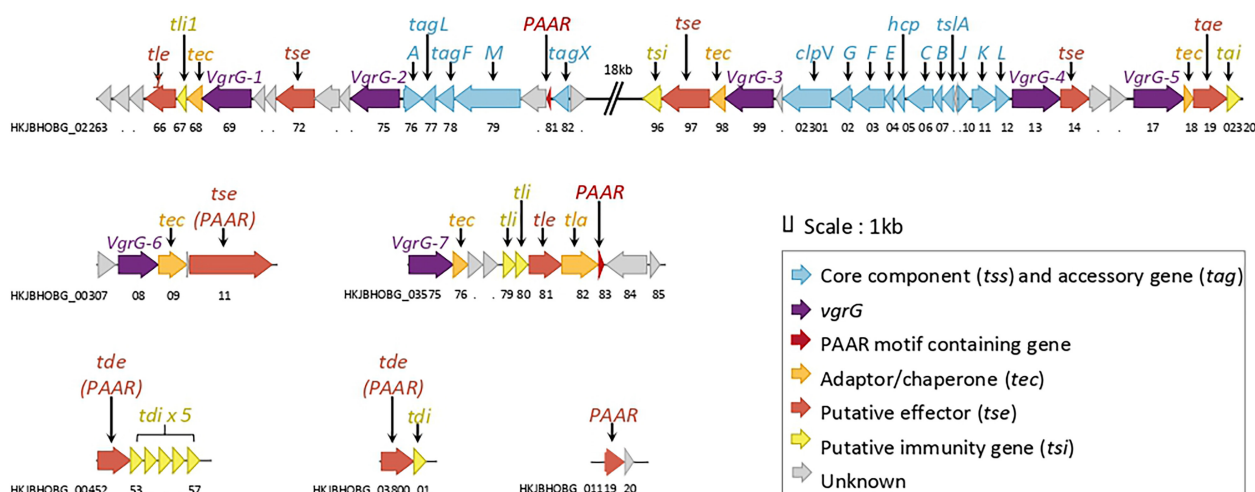 tli1 tagL PAAR tse hcp tslA tae
tle tec tse A tagF M tagX tsi tec clpV G F E C B J K L tse tec tai
1 VgrG-1 VgrG-2 VgrG-3 VgrG-4 VgrG-5
18kb
HKJBHOBG_02263 . . 66 67 68 69 . . 72 . . 75 76 77 78 79 . 81 82 . 96 97 98 99 . 02301 02 03 04 05 06 07 . . 10 11 12 13 14 . . 17 18 19 02320
tse
(PAAR)
tec
VgrG-6
HKJBHOBG_00307 08 09 11
tli PAAR
tec tli tle tla
VgrG-7
HKJBHOBG_03575 76 . . 79 80 81 82 83 84 85
tde
(PAAR)
tdi x 5
HKJBHOBG_00452 53 57
tde
(PAAR)
tdi
HKJBHOBG_03800 01
PAAR
HKJBHOBG_01119 20
Scale : 1kb
Core component (tss) and accessory gene (tag)
vgrG
PAAR motif containing gene
Adaptor/chaperone (tec)
Putative effector (tse)
Putative immunity gene (tsi)
Unknown